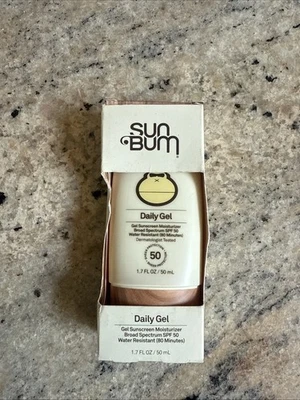 SUN
BUM
Daily Gel
Gel Sunscreen Moisturizer
Broad Spectrum SPF 50
Water Resistant (80 Minutes)
Dermatologist Tested
50
1.7 FL OZ / 50 mL
Daily Gel
Gel Sunscreen Moisturizer
Broad Spectrum SPF 50
Water Resistant (80 Minutes)
1.7 FL OZ / 50 mL